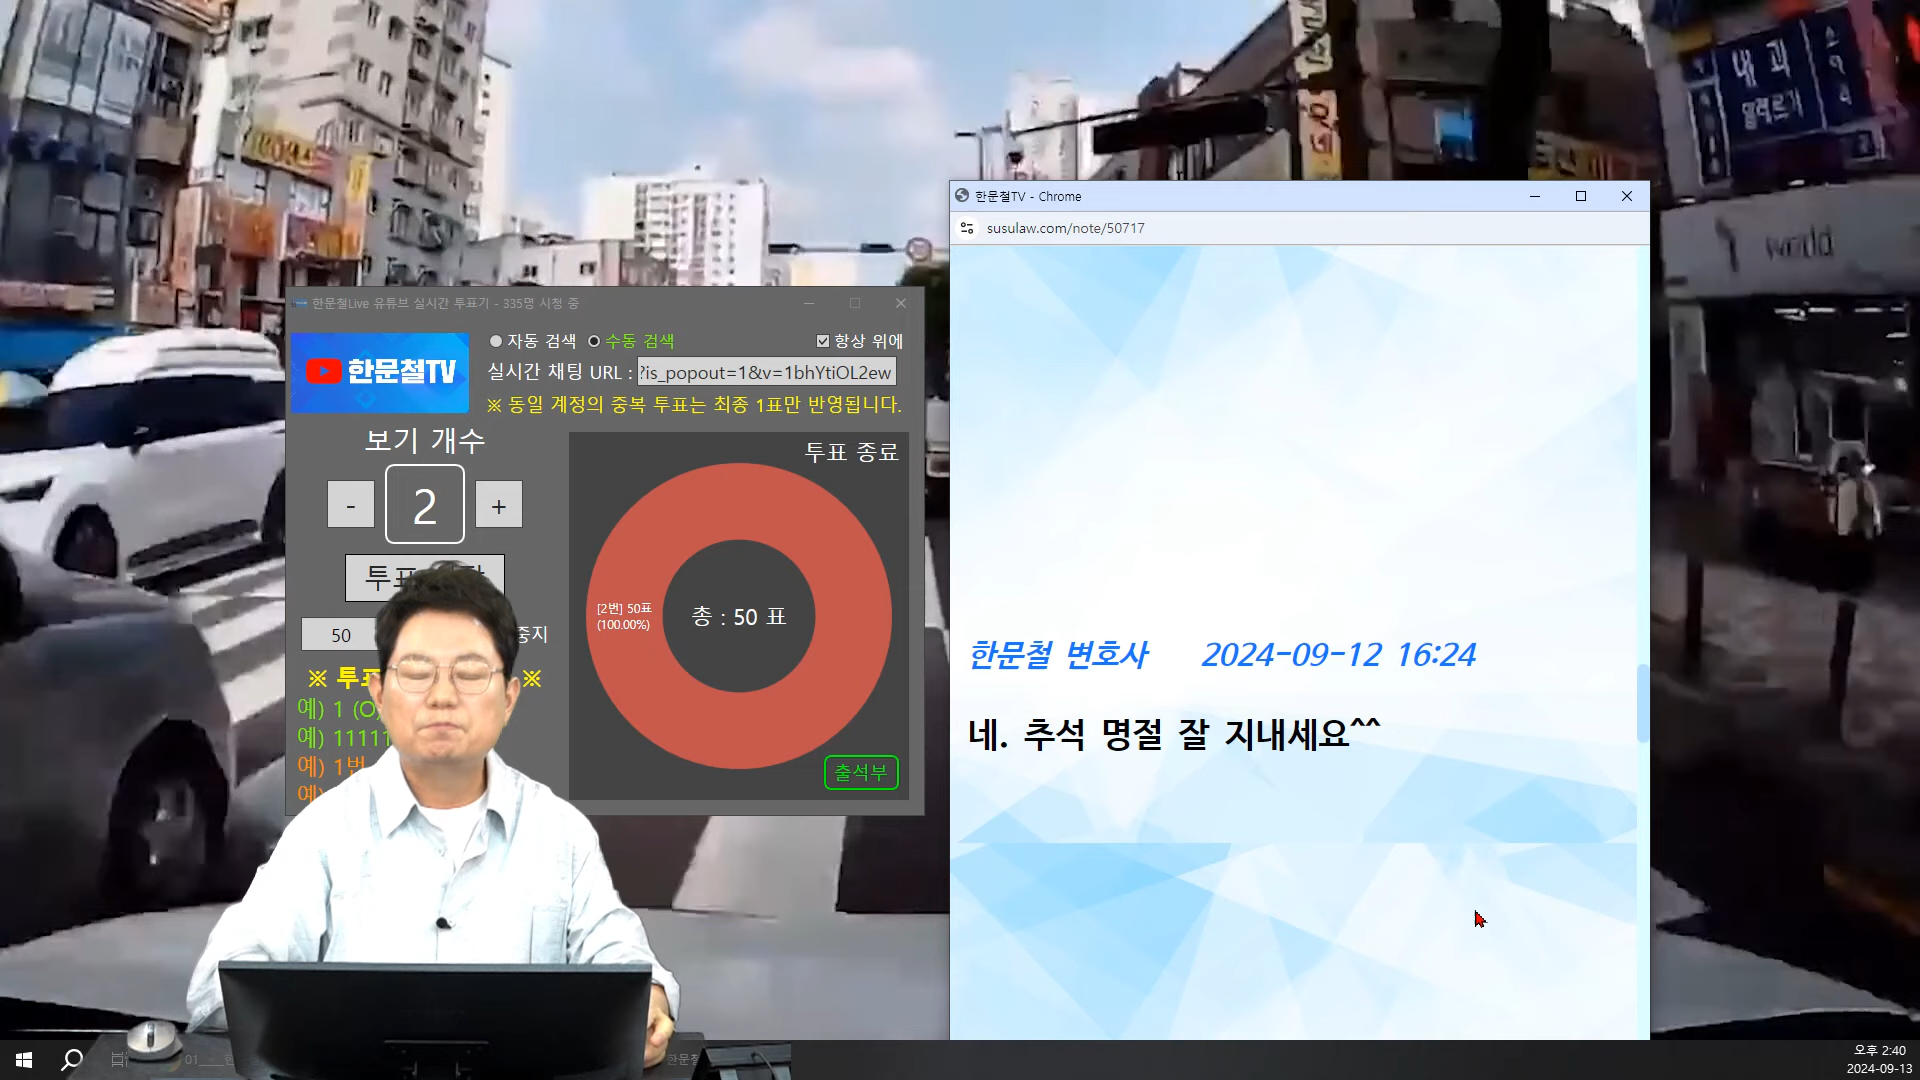 내과
알레르기
한문철TV - Chrome
susulaw.com/note/50717
한문철Live 유튜브 실시간 투표기 - 335명 시청 중
한문철TV
자동 검색
수동 검색
항상 위에
실시간 채팅 URL :
?is_popout=1&v=1bhYtiOL2ew
※ 동일 계정의 중복 투표는 최종 1표만 반영됩니다.
보기 개수
- 2 +
투표 종료
[2번] 50표
(100.00%)
총 : 50 표
50
중지
※ 투표
※
예) 1 (O)
예) 11111
예) 1번
예)
출석부
한문철 변호사 2024-09-12 16:24
네. 추석 명절 잘 지내세요^^
오후 2:40
2024-09-13